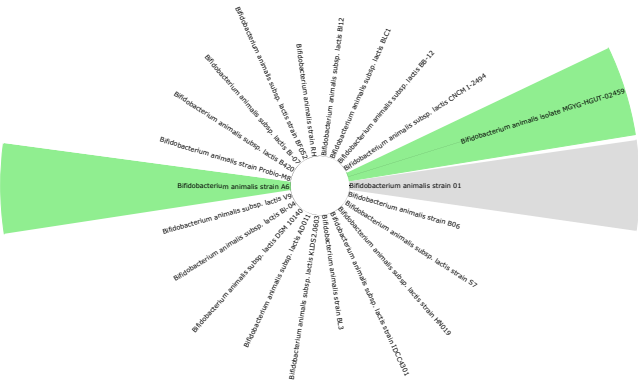 Bifidobacterium animalis subsp. lactis Bl12
Bifidobacterium animalis subsp. lactis BLC1
Bifidobacterium animalis subsp. lactis BB-12
Bifidobacterium animalis subsp. lactis CNCM I-2494
Bifidobacterium animalis isolate MGYG-HGUT-02459
Bifidobacterium animalis strain 01
Bifidobacterium animalis strain B06
Bifidobacterium animalis subsp. lactis strain S7
Bifidobacterium animalis subsp. lactis strain HN019
Bifidobacterium animalis subsp. lactis strain IDCC4301
Bifidobacterium animalis strain BL3
Bifidobacterium animalis subsp. lactis KLDS2.0603
Bifidobacterium animalis subsp. lactis AD011
Bifidobacterium animalis subsp. lactis DSM 10140
Bifidobacterium animalis subsp. lactis Bi-04
Bifidobacterium animalis subsp. lactis V9
Bifidobacterium animalis strain A6
Bifidobacterium animalis strain Probio-M8
Bifidobacterium animalis subsp. lactis B420
Bifidobacterium animalis subsp. lactis Bi-07
Bifidobacterium animalis subsp. lactis strain BF052
Bifidobacterium animalis strain RH